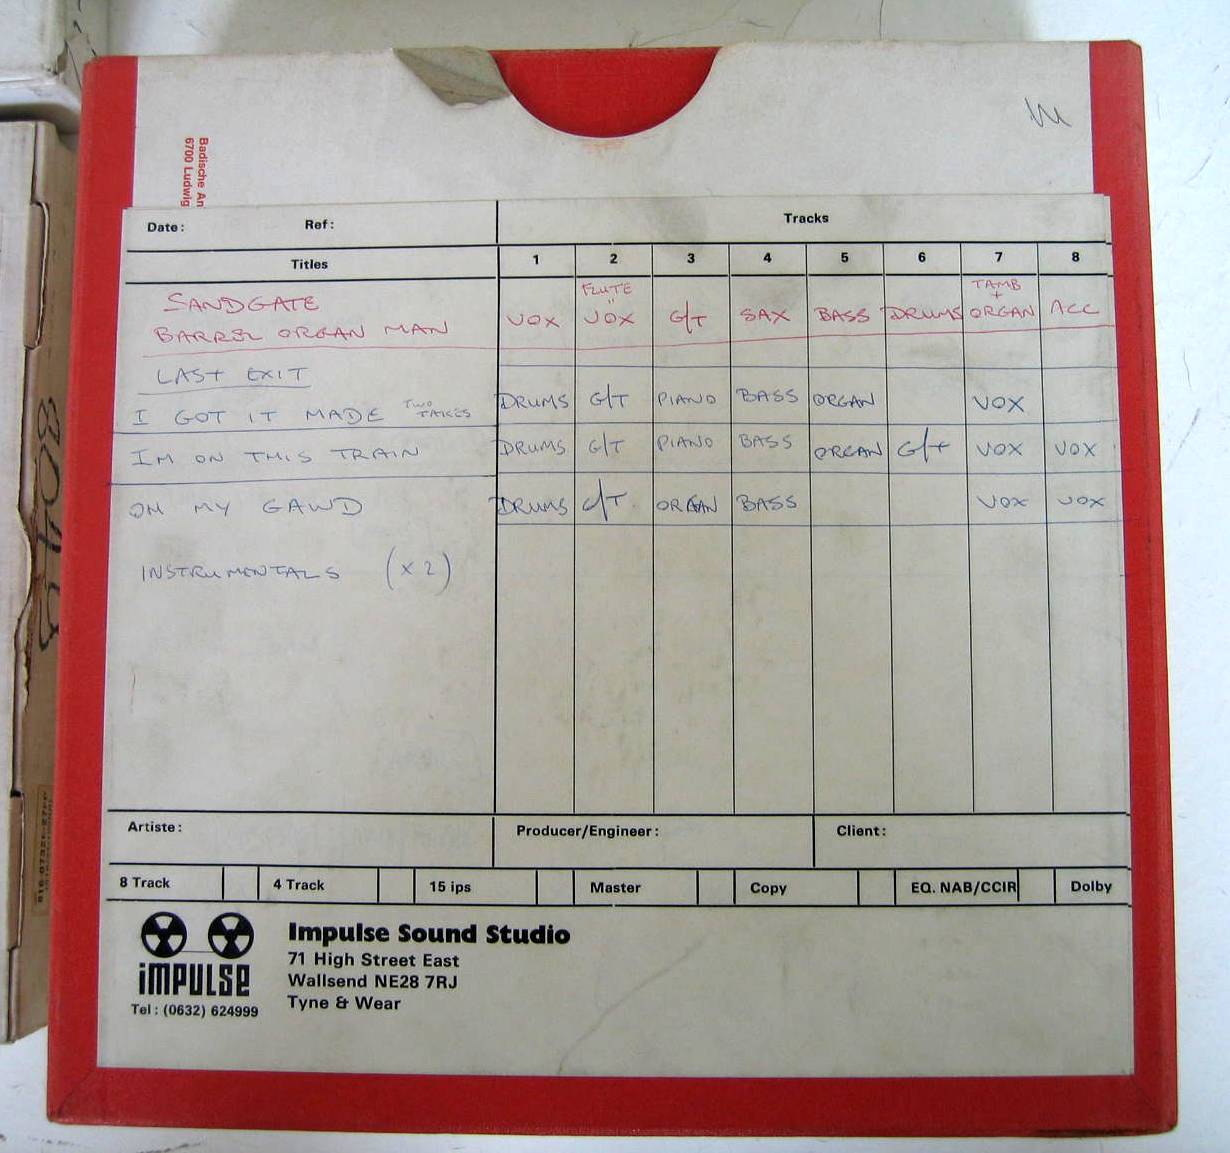 Badische An
6700 Ludwig
Date: Ref: Tracks
Titles 1 2 3 4 5 6 7 8
SANDGATE FLUTE TAMB +
BARREL ORGAN MAN VOX " VOX G/T SAX BASS DRUMS ORGAN ACC
LAST EXIT
I GOT IT MADE TWO TAKES DRUMS G/T PIANO BASS ORGAN VOX
IM ON THIS TRAIN DRUMS G/T PIANO BASS ORGAN G/T VOX VOX
OH MY GAWD DRUMS G/T ORGAN BASS VOX VOX
INSTRUMENTALS (x 2)
Artiste: Producer/Engineer: Client:
8 Track 4 Track 15 ips Master Copy EQ. NAB/CCIR Dolby
IMPULSE
Tel: (0632) 624999
Impulse Sound Studio
71 High Street East
Wallsend NE28 7RJ
Tyne & Wear